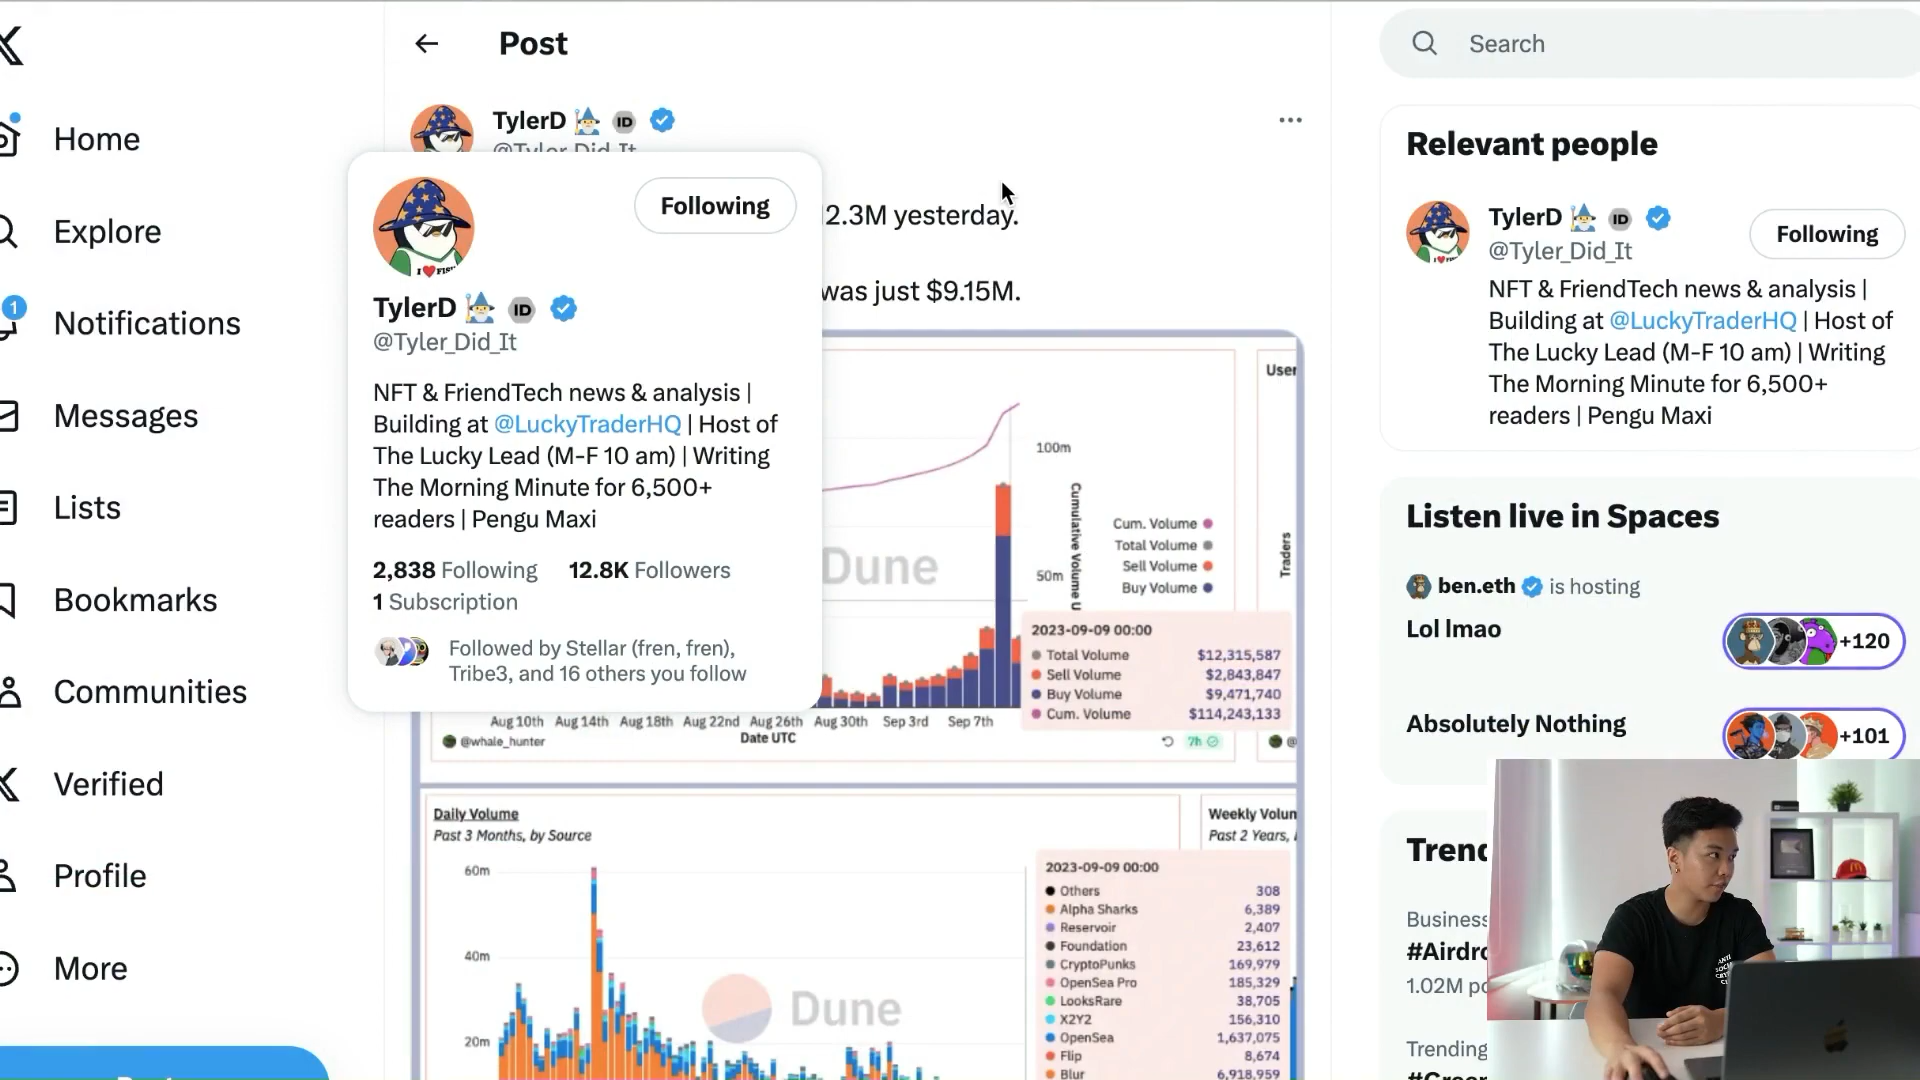 Post
Search
Home
Explore
Notifications
1
Messages
Lists
Bookmarks
Communities
Verified
Profile
More
TylerD ID
@Tyler_Did_It
Following
TylerD ID
@Tyler_Did_It
NFT & FriendTech news & analysis |
Building at @LuckyTraderHQ | Host of
The Lucky Lead (M-F 10 am) | Writing
The Morning Minute for 6,500+
readers | Pengu Maxi
2,838 Following 12.8K Followers
1 Subscription
Followed by Stellar (fren, fren),
Tribe3, and 16 others you follow
2.3M yesterday.
was just $9.15M.
User
100m
50m
Cumulative Volume U
Traders
Cum. Volume
Total Volume
Sell Volume
Buy Volume
Dune
2023-09-09 00:00
Total Volume $12,315,587
Sell Volume $2,843,847
Buy Volume $9,471,740
Cum. Volume $114,243,133
Aug 10th Aug 14th Aug 18th Aug 22nd Aug 26th Aug 30th Sep 3rd Sep 7th
Date UTC
@whale_hunter
7h
@
Daily Volume
Past 3 Months, by Source
60m
40m
20m
Dune
Weekly Volun
Past 2 Years,
2023-09-09 00:00
Others 308
Alpha Sharks 6,389
Reservoir 2,407
Foundation 23,612
CryptoPunks 169,979
OpenSea Pro 185,329
LooksRare 38,705
X2Y2 156,310
OpenSea 1,637,075
Flip 8,674
Blur 6,918,959
Relevant people
TylerD ID
@Tyler_Did_It
Following
NFT & FriendTech news & analysis |
Building at @LuckyTraderHQ | Host of
The Lucky Lead (M-F 10 am) | Writing
The Morning Minute for 6,500+
readers | Pengu Maxi
Listen live in Spaces
ben.eth is hosting
Lol lmao
+120
Absolutely Nothing
+101
Trend
Business
#Airdro
1.02M po
Trending